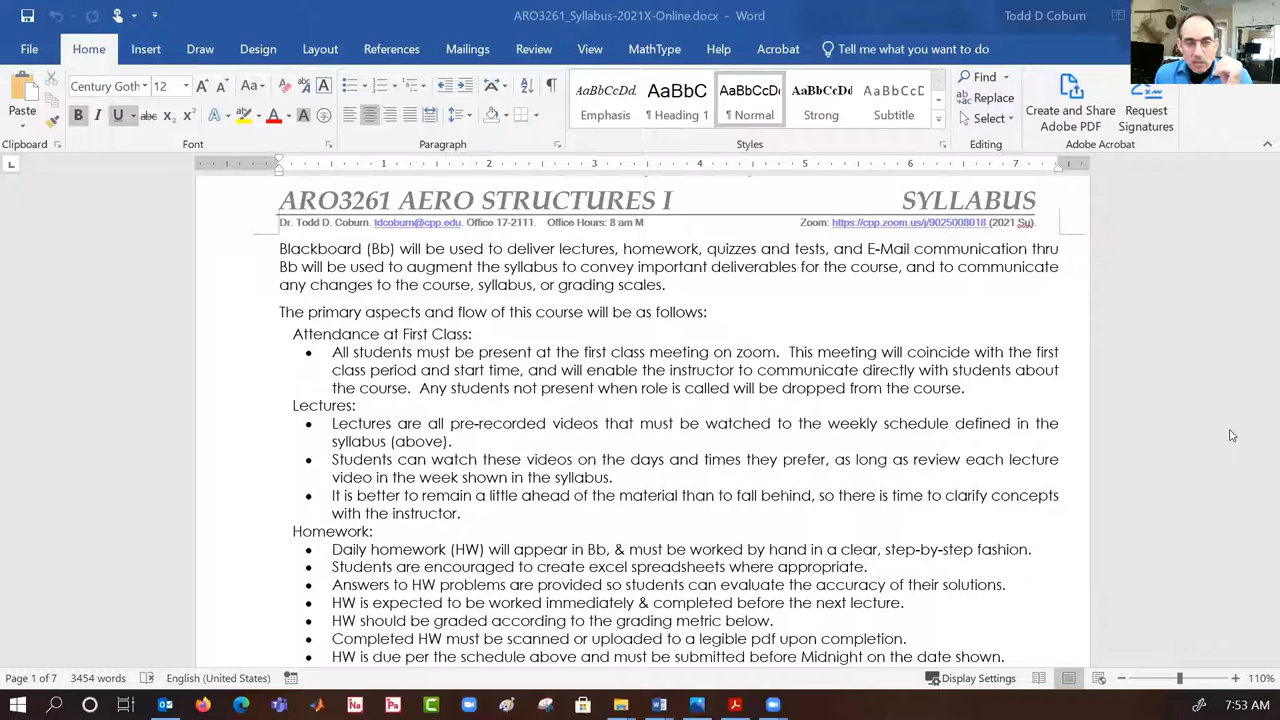 ARO3261_Syllabus-2021X-Online.docx - Word
Todd D Coburn
File Home Insert Draw Design Layout References Mailings Review View MathType Help Acrobat Tell me what you want to do
Paste
Century Goth 12
AaBbCcDd. AaBbC AaBbCcDd AaBbCcDd AaBbCcD
Emphasis ¶ Heading 1 ¶ Normal Strong Subtitle
Find
Replace
Select
Create and Share Adobe PDF
Request Signatures
Clipboard Font Paragraph Styles Editing Adobe Acrobat
1 2 3 4 5 6 7
ARO3261 AERO STRUCTURES I SYLLABUS
Dr. Todd D. Coburn. tdcoburn@cpp.edu. Office 17-2111. Office Hours: 8 am M Zoom: https://cpp.zoom.us/j/9025008018 (2021 Su).
Blackboard (Bb) will be used to deliver lectures, homework, quizzes and tests, and E-Mail communication thru
Bb will be used to augment the syllabus to convey important deliverables for the course, and to communicate
any changes to the course, syllabus, or grading scales.
The primary aspects and flow of this course will be as follows:
Attendance at First Class:
• All students must be present at the first class meeting on zoom. This meeting will coincide with the first
class period and start time, and will enable the instructor to communicate directly with students about
the course. Any students not present when role is called will be dropped from the course.
Lectures:
• Lectures are all pre-recorded videos that must be watched to the weekly schedule defined in the
syllabus (above).
• Students can watch these videos on the days and times they prefer, as long as review each lecture
video in the week shown in the syllabus.
• It is better to remain a little ahead of the material than to fall behind, so there is time to clarify concepts
with the instructor.
Homework:
• Daily homework (HW) will appear in Bb, & must be worked by hand in a clear, step-by-step fashion.
• Students are encouraged to create excel spreadsheets where appropriate.
• Answers to HW problems are provided so students can evaluate the accuracy of their solutions.
• HW is expected to be worked immediately & completed before the next lecture.
• HW should be graded according to the grading metric below.
• Completed HW must be scanned or uploaded to a legible pdf upon completion.
• HW is due per the schedule above and must be submitted before Midnight on the date shown.
Page 1 of 7 3454 words English (United States) Display Settings 110%
7:53 AM